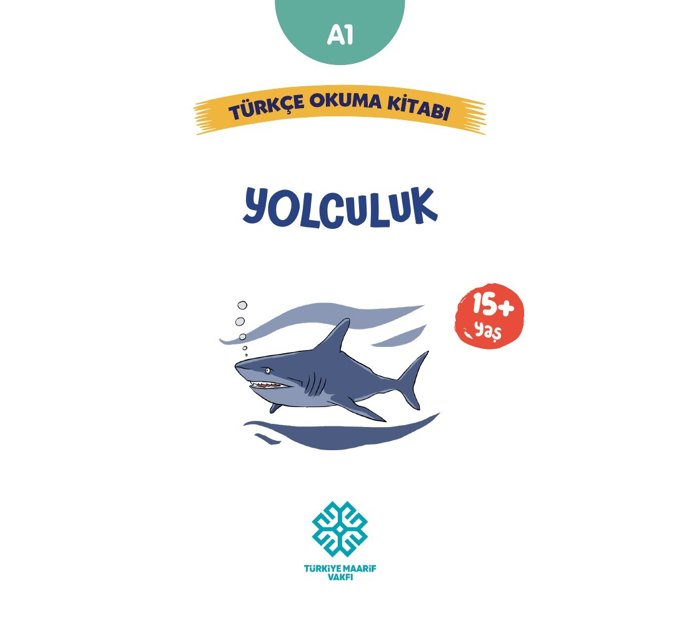 A1
TÜRKÇE OKUMA KİTABI
YOLCULUK
15+
yaş
TÜRKİYE MAARİF
VAKFI